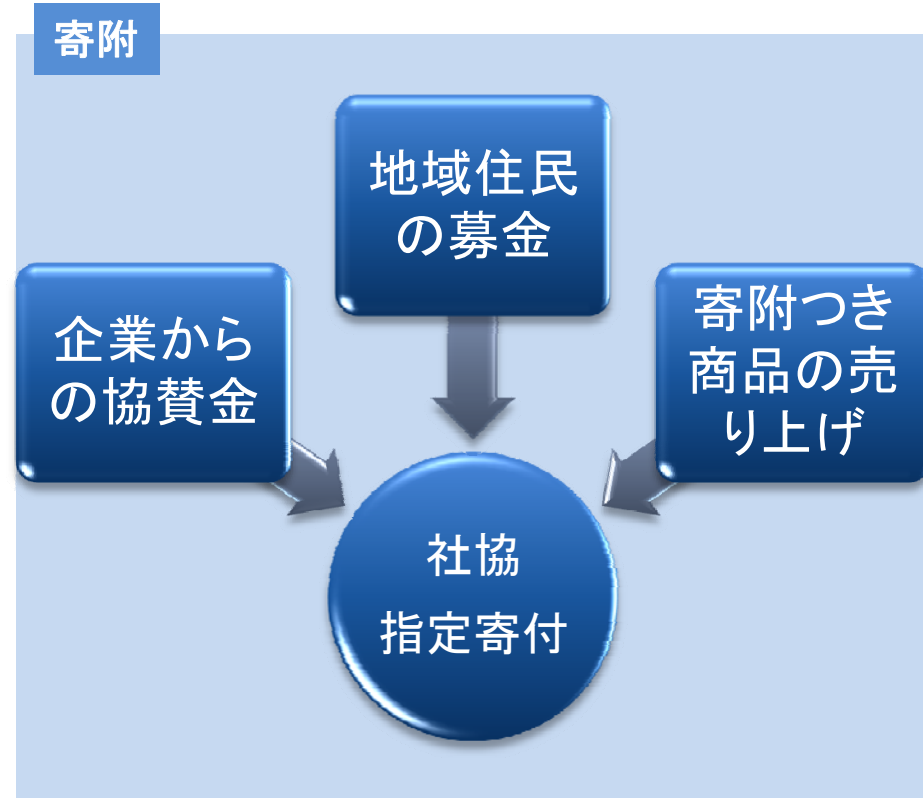 寄附
地域住民
の募金
企業から
の協賛金
寄附つき
商品の売
り上げ
社協
指定寄付